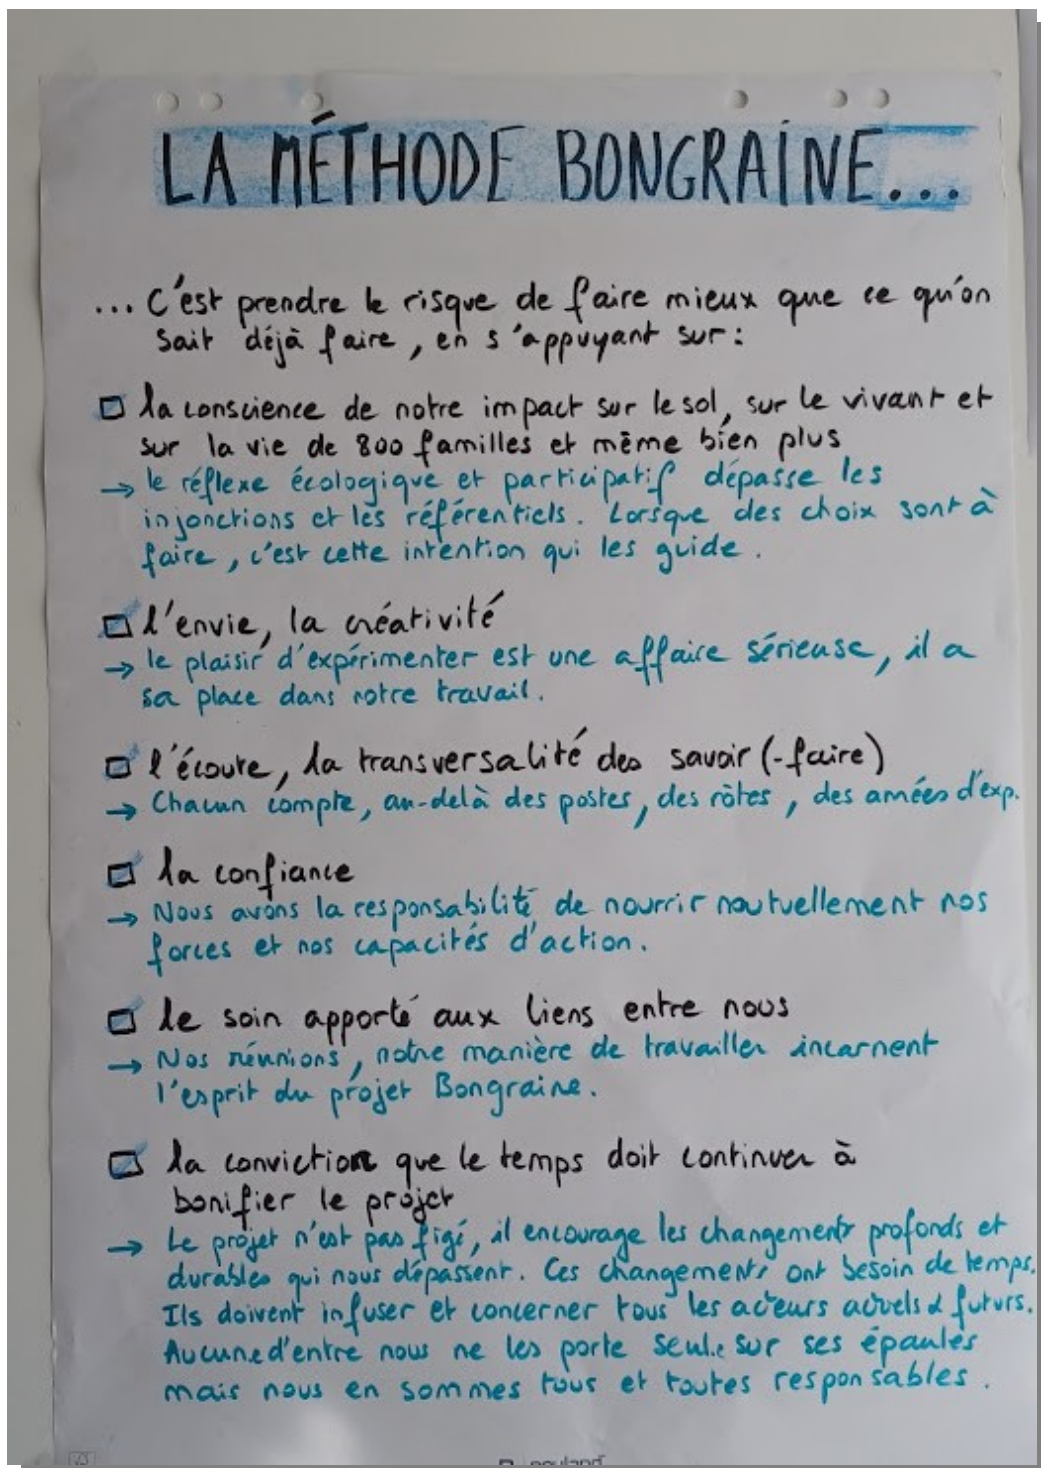 LA MÉTHODE BONGRAINE...
... C'est prendre le risque de faire mieux que ce qu'on
sait déjà faire, en s'appuyant sur :
la conscience de notre impact sur le sol, sur le vivant et
sur la vie de 800 familles et même bien plus
→ le réflexe écologique et participatif dépasse les
injonctions et les référentiels. Lorsque des choix sont à
faire, c'est cette intention qui les guide.
l'envie, la créativité
→ le plaisir d'expérimenter est une affaire sérieuse, il a
sa place dans notre travail.
l'écoute, la transversalité des savoir (-faire)
→ Chacun compte, au-delà des postes, des rôles, des années d'exp.
la confiance
→ Nous avons la responsabilité de nourrir mutuellement nos
forces et nos capacités d'action.
le soin apporté aux liens entre nous
→ Nos réunions, notre manière de travailler incarnent
l'esprit du projet Bongraine.
la conviction que le temps doit continuer à
bonifier le projet
→ Le projet n'est pas figé, il encourage les changements profonds et
durables qui nous dépassent. Ces changements ont besoin de temps.
Ils doivent infuser et concerner tous les acteurs actuels & futurs.
Aucun.e d'entre nous ne les porte seul.e sur ses épaules
mais nous en sommes tous et toutes responsables.